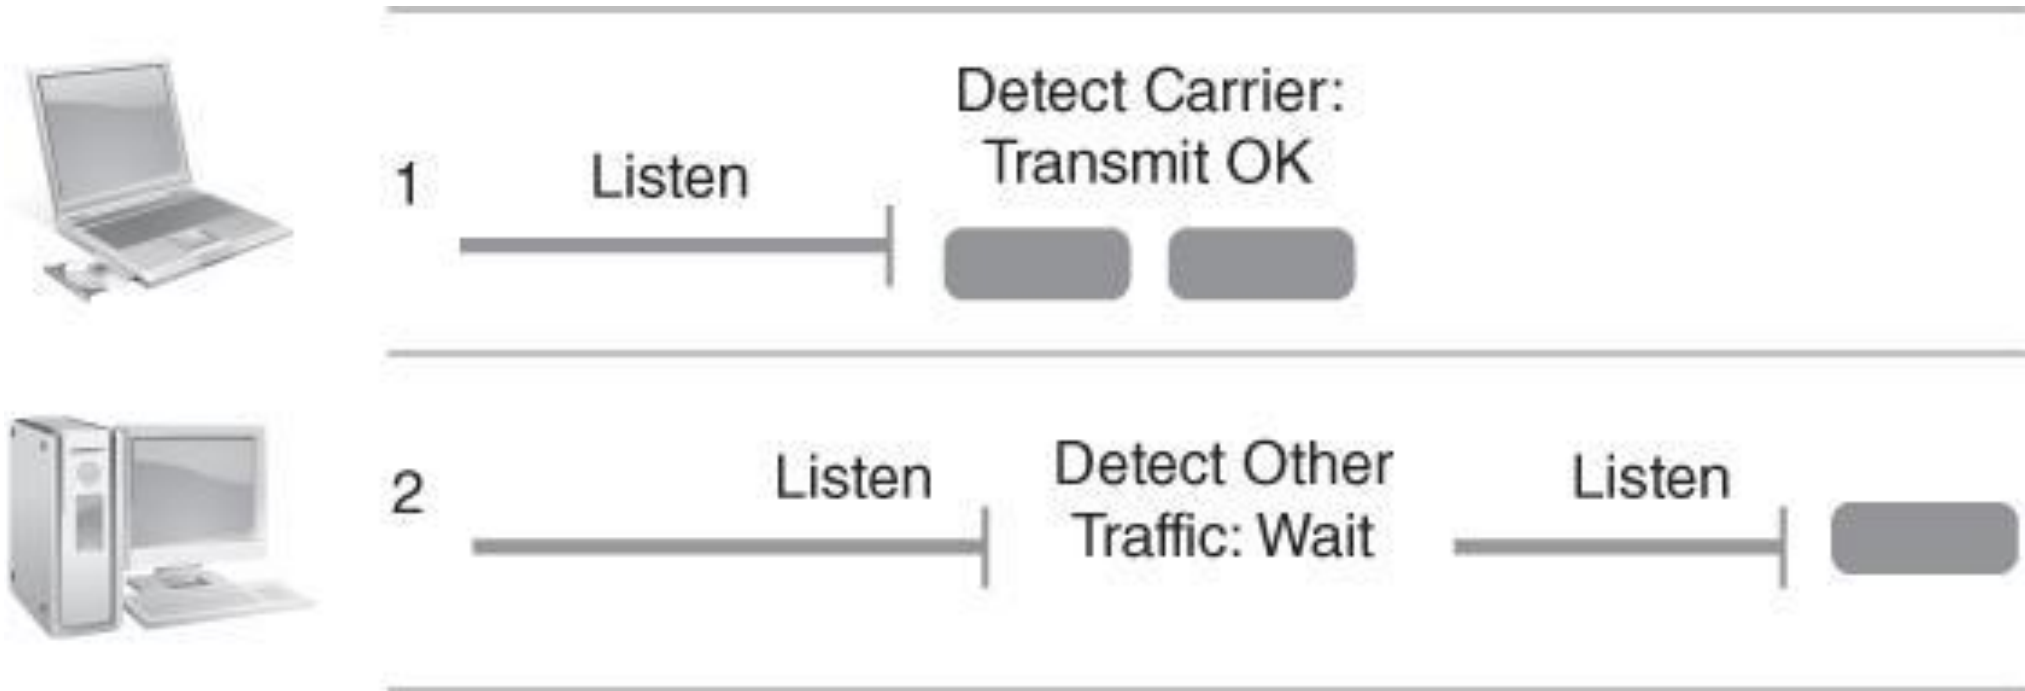 Detect Carrier:
Transmit OK
1
Listen
2
Listen
Detect Other
Traffic: Wait
Listen